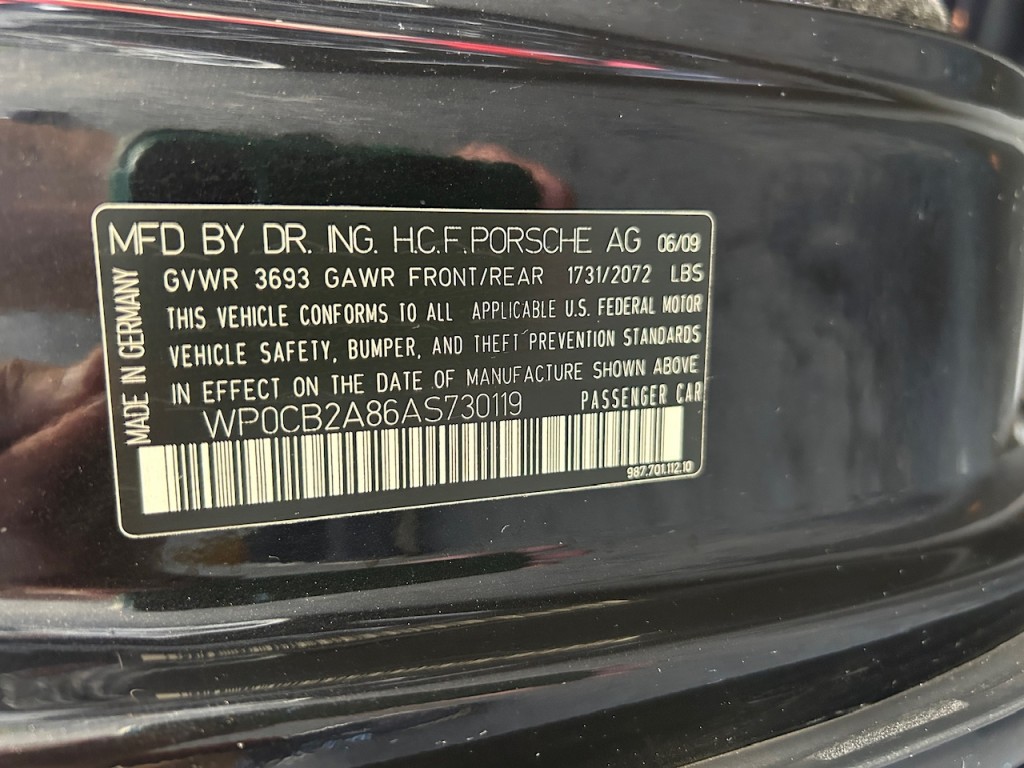 MFD BY DR. ING. H.C.F. PORSCHE AG 06/09
GVWR 3693 GAWR FRONT/REAR 1731/2072 LBS
THIS VEHICLE CONFORMS TO ALL APPLICABLE U.S. FEDERAL MOTOR
VEHICLE SAFETY, BUMPER, AND THEFT PREVENTION STANDARDS
IN EFFECT ON THE DATE OF MANUFACTURE SHOWN ABOVE
WP0CB2A86AS730119 PASSENGER CAR
987.701.112.10
MADE IN GERMANY